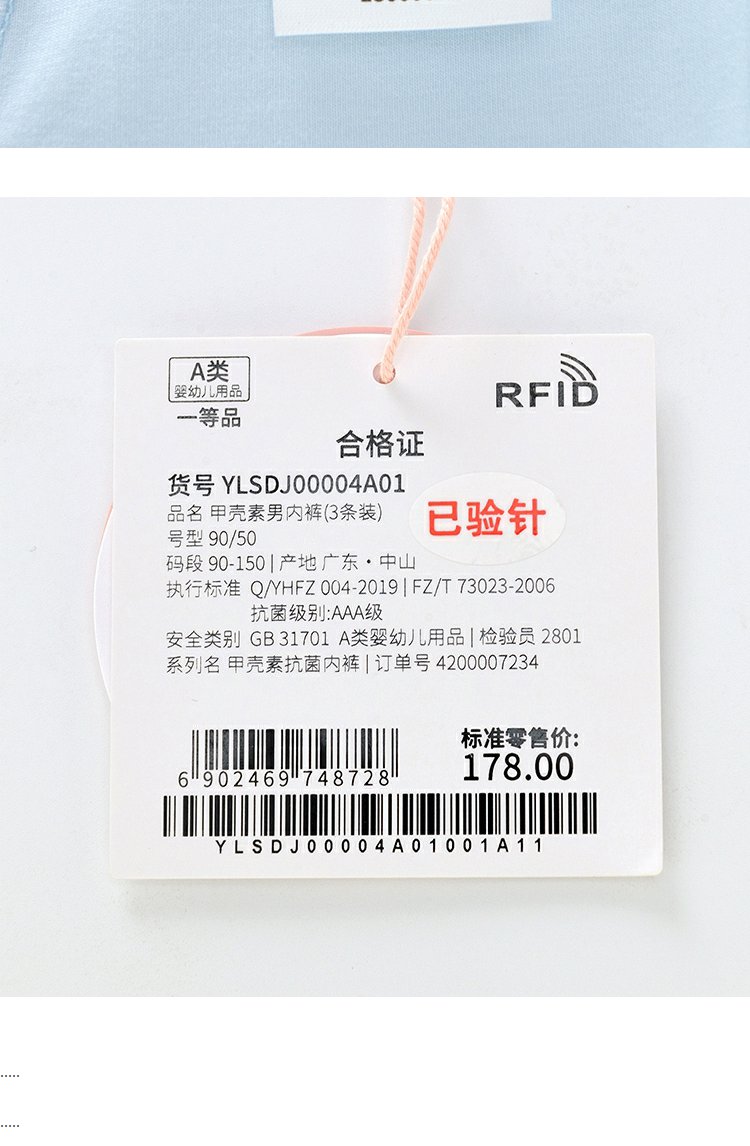 A类
婴幼儿用品
一等品
RFID
合格证
货号 YLSDJ00004A01
已验针
品名 甲壳素男内裤(3条装)
号型 90/50
码段 90-150 | 产地 广东·中山
执行标准 Q/YHFZ 004-2019 | FZ/T 73023-2006
抗菌级别:AAA级
安全类别 GB 31701 A类婴幼儿用品 | 检验员 2801
系列名 甲壳素抗菌内裤 | 订单号 4200007234
标准零售价:
178.00
6 902469 748728
YLSDJ00004A01001A11